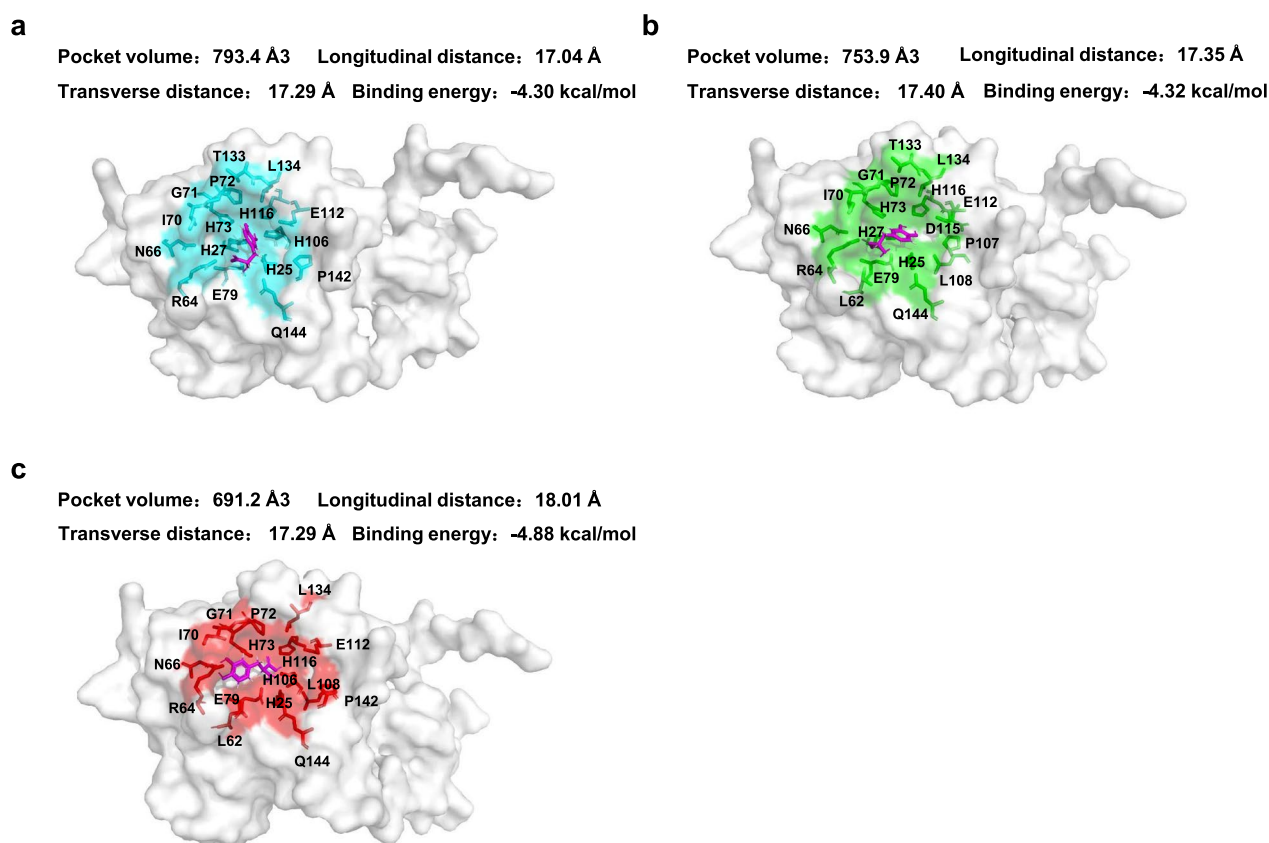 a
Pocket volume：793.4 Å3 Longitudinal distance：17.04 Å
Transverse distance： 17.29 Å Binding energy：-4.30 kcal/mol
T133
L134
P72
G71
I70
H116
E112
H73
N66
H27
H106
H25
P142
R64
E79
Q144
b
Pocket volume：753.9 Å3 Longitudinal distance：17.35 Å
Transverse distance： 17.40 Å Binding energy：-4.32 kcal/mol
T133
L134
G71
P72
I70
H116
H73
E112
N66
H27
D115
P107
R64
E79
H25
L108
L62
Q144
c
Pocket volume：691.2 Å3 Longitudinal distance：18.01 Å
Transverse distance： 17.29 Å Binding energy：-4.88 kcal/mol
L134
G71
P72
I70
H73
E112
N66
H116
H106
L108
R64
E79
H25
P142
L62
Q144